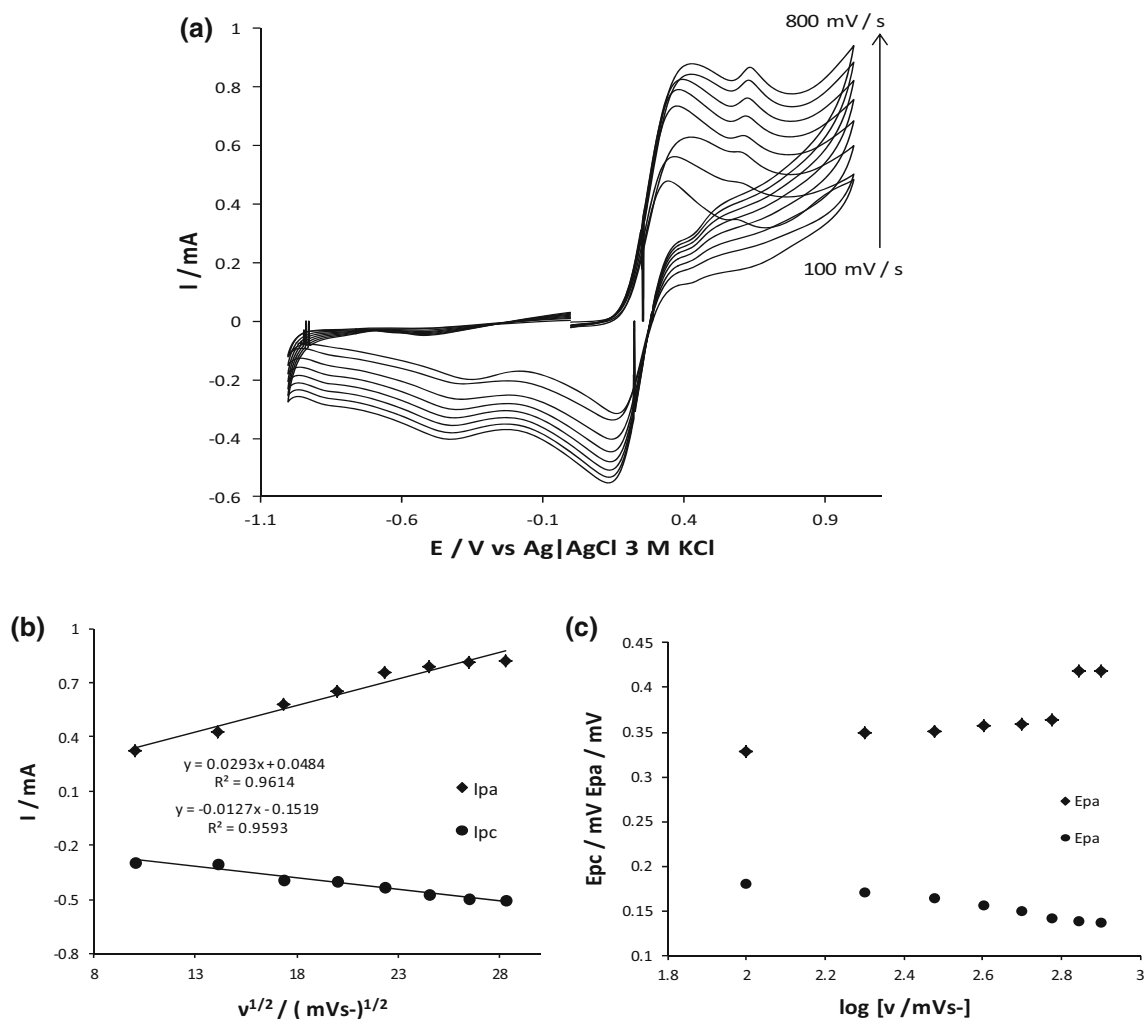 (a)
800 mV / s
1
0.8
0.6
0.4
0.2
0
-0.2
-0.4
-0.6
I / mA
100 mV / s
-1.1
-0.6
-0.1
0.4
0.9
E / V vs Ag|AgCl 3 M KCl
(b)
1
0.7
0.4
0.1
-0.2
-0.5
-0.8
I / mA
y = 0.0293x + 0.0484
R² = 0.9614
y = -0.0127x - 0.1519
R² = 0.9593
Ipa
Ipc
8
13
18
23
28
v1/2 / ( mVs-)1/2
(c)
0.45
0.4
0.35
0.3
0.25
0.2
0.15
0.1
Epc / mV Epa / mV
Epa
Epa
1.8
2
2.2
2.4
2.6
2.8
3
log [v /mVs-]